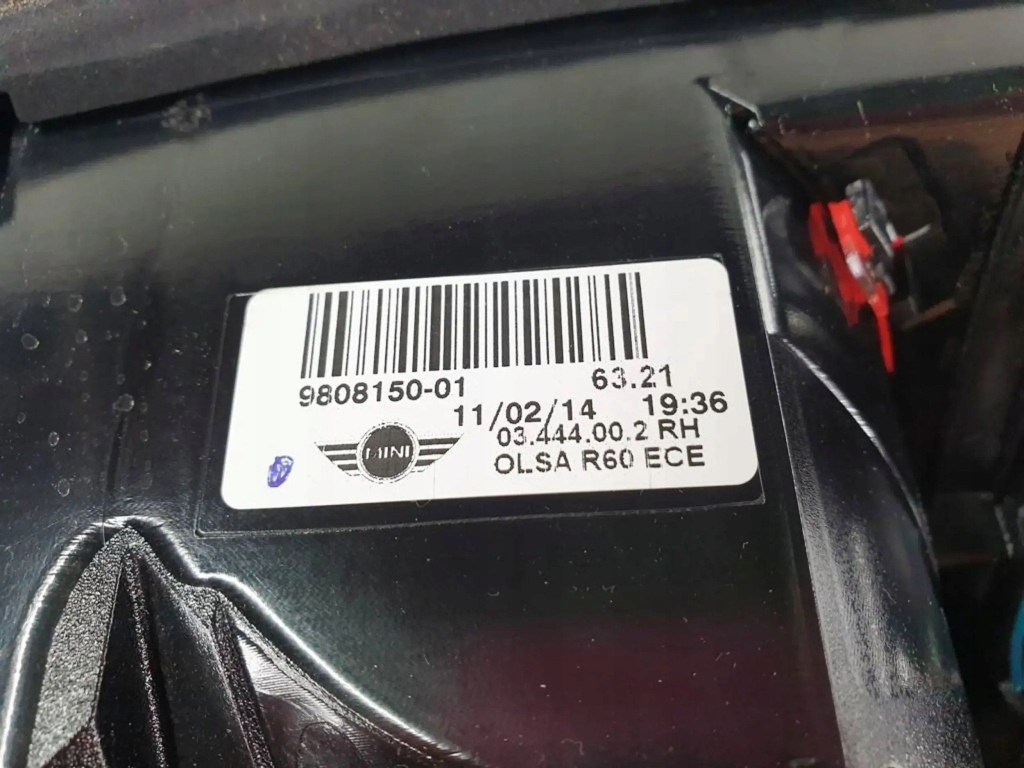 9808150-01 63.21
11/02/14 19:36
03.444.00.2 RH
MINI
OLSA R60 ECE